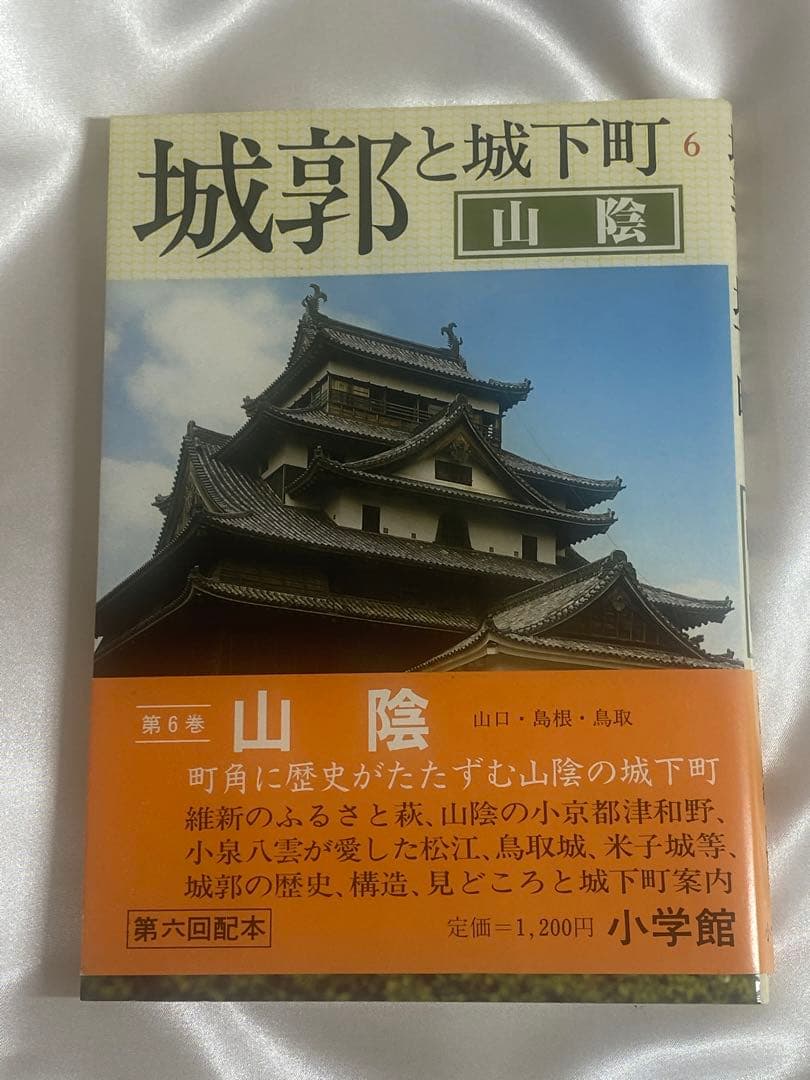 城郭と城下町 6
山陰
第6巻 山陰 山口・島根・鳥取
町角に歴史がたたずむ山陰の城下町
維新のふるさと萩、山陰の小京都津和野、
小泉八雲が愛した松江、鳥取城、米子城等、
城郭の歴史、構造、見どころと城下町案内
第六回配本 定価=1,200円 小学館